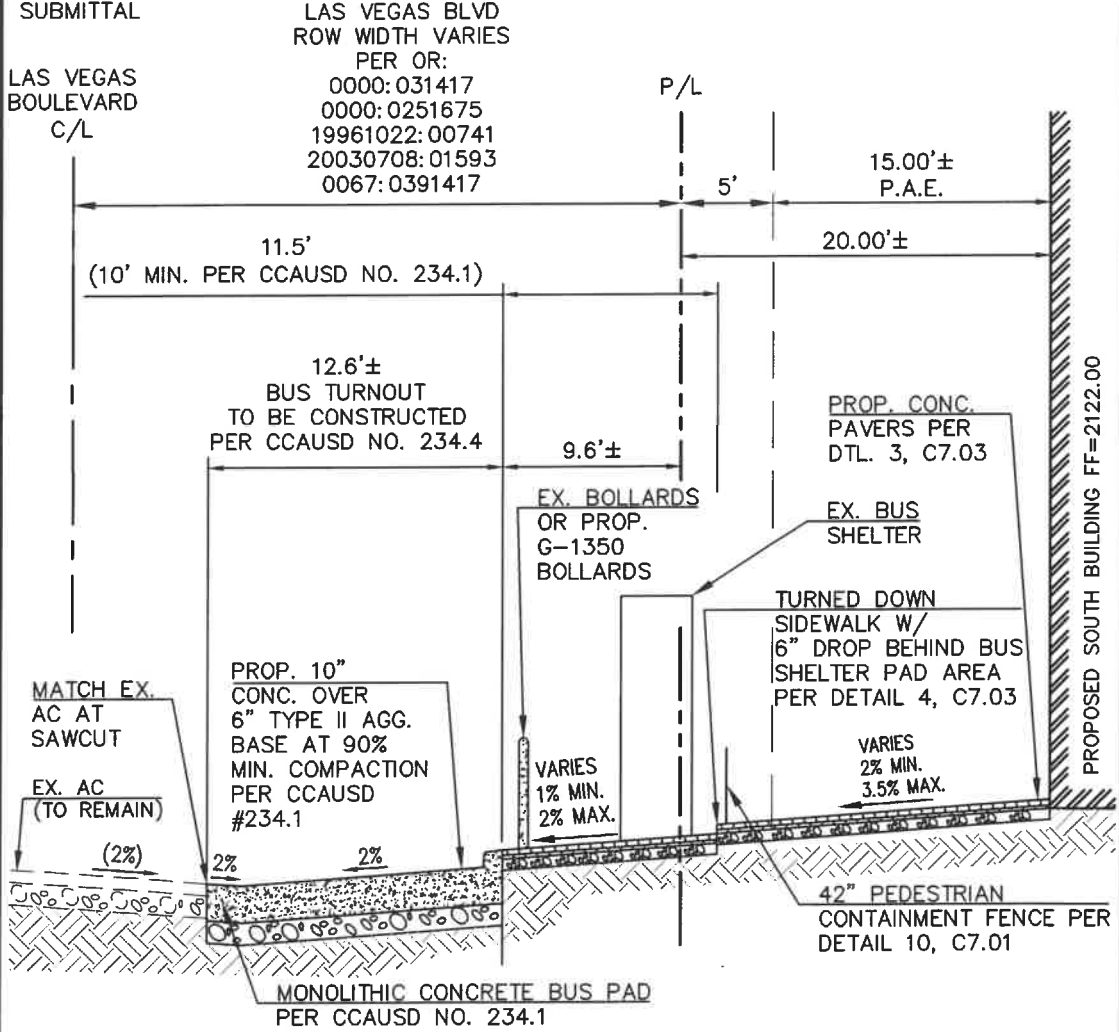 SUBMITTAL
LAS VEGAS BLVD
ROW WIDTH VARIES
PER OR:
0000:031417
0000:0251675
19961022:00741
20030708:01593
0067:0391417
LAS VEGAS
BOULEVARD
C/L
P/L
5'
15.00'±
P.A.E.
20.00'±
11.5'
(10' MIN. PER CCAUSD NO. 234.1)
12.6'±
BUS TURNOUT
TO BE CONSTRUCTED
PER CCAUSD NO. 234.4
9.6'±
PROP. CONC.
PAVERS PER
DTL. 3, C7.03
PROPOSED SOUTH BUILDING FF=2122.00
EX. BOLLARDS
OR PROP.
G-1350
BOLLARDS
EX. BUS
SHELTER
TURNED DOWN
SIDEWALK W/
6" DROP BEHIND BUS
SHELTER PAD AREA
PER DETAIL 4, C7.03
MATCH EX.
AC AT
SAWCUT
PROP. 10"
CONC. OVER
6" TYPE II AGG.
BASE AT 90%
MIN. COMPACTION
PER CCAUSD
#234.1
VARIES
1% MIN.
2% MAX.
VARIES
2% MIN.
3.5% MAX.
EX. AC
(TO REMAIN)
(2%)
2%
2%
42" PEDESTRIAN
CONTAINMENT FENCE PER
DETAIL 10, C7.01
MONOLITHIC CONCRETE BUS PAD
PER CCAUSD NO. 234.1